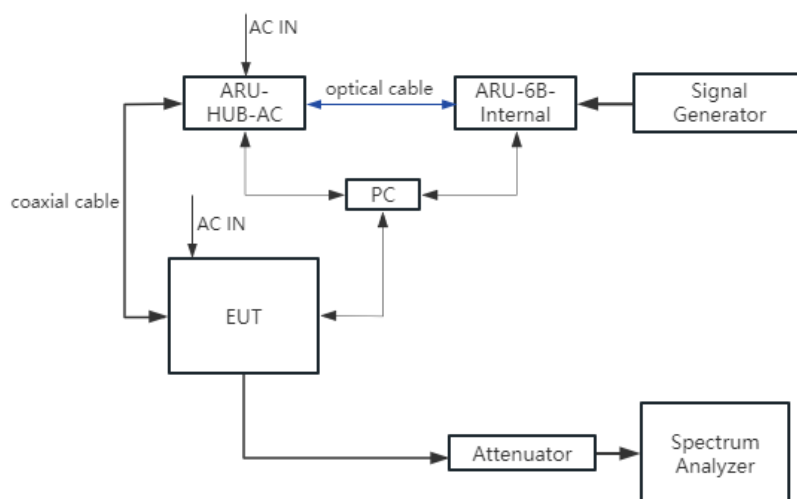 AC IN
ARU-
HUB-AC
optical cable
ARU-6B-
Internal
Signal
Generator
PC
coaxial cable
AC IN
EUT
Attenuator
Spectrum
Analyzer